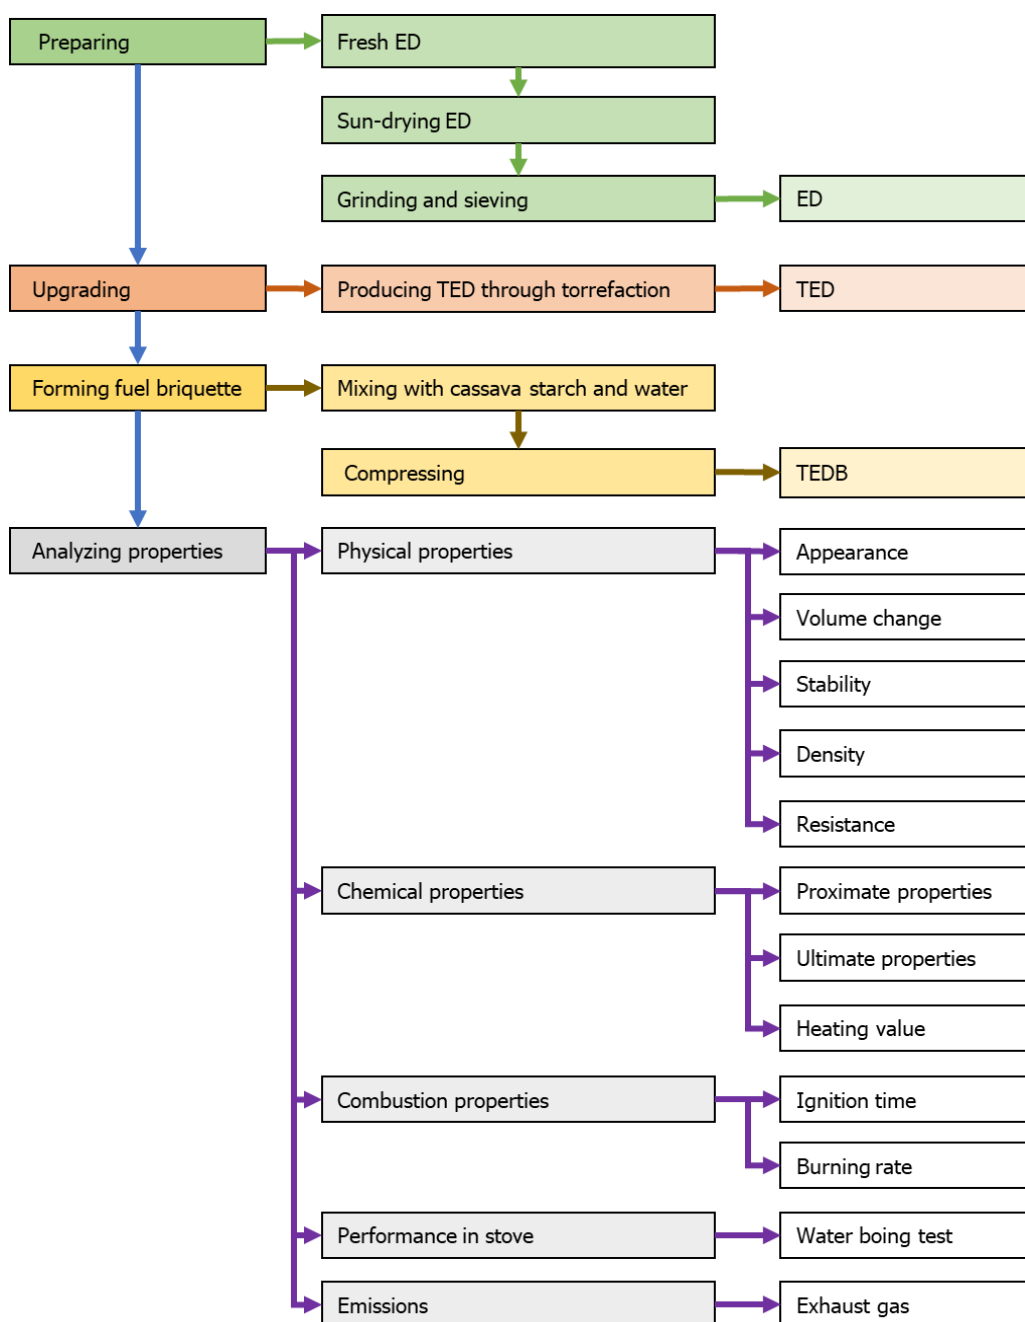 Preparing
Fresh ED
Sun-drying ED
Grinding and sieving
ED
Upgrading
Producing TED through torrefaction
TED
Forming fuel briquette
Mixing with cassava starch and water
Compressing
TEDB
Analyzing properties
Physical properties
Appearance
Volume change
Stability
Density
Resistance
Chemical properties
Proximate properties
Ultimate properties
Heating value
Combustion properties
Ignition time
Burning rate
Performance in stove
Water boing test
Emissions
Exhaust gas